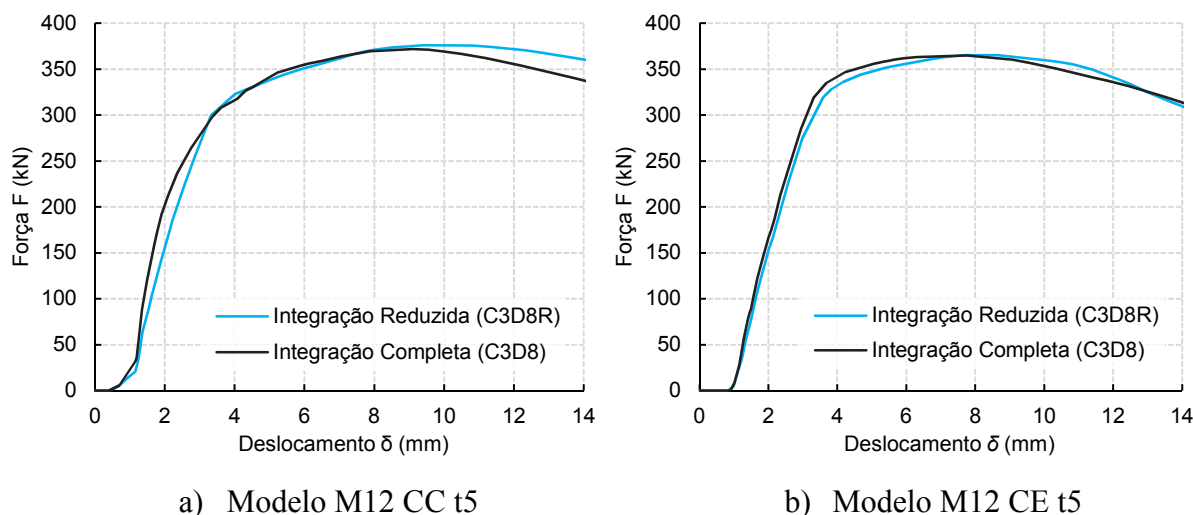 400
350
300
250
200
150
100
50
0
Força F (kN)
Integração Reduzida (C3D8R)
Integração Completa (C3D8)
0 2 4 6 8 10 12 14
Deslocamento δ (mm)
a) Modelo M12 CC t5
400
350
300
250
200
150
100
50
0
Força F (kN)
Integração Reduzida (C3D8R)
Integração Completa (C3D8)
0 2 4 6 8 10 12 14
Deslocamento δ (mm)
b) Modelo M12 CE t5